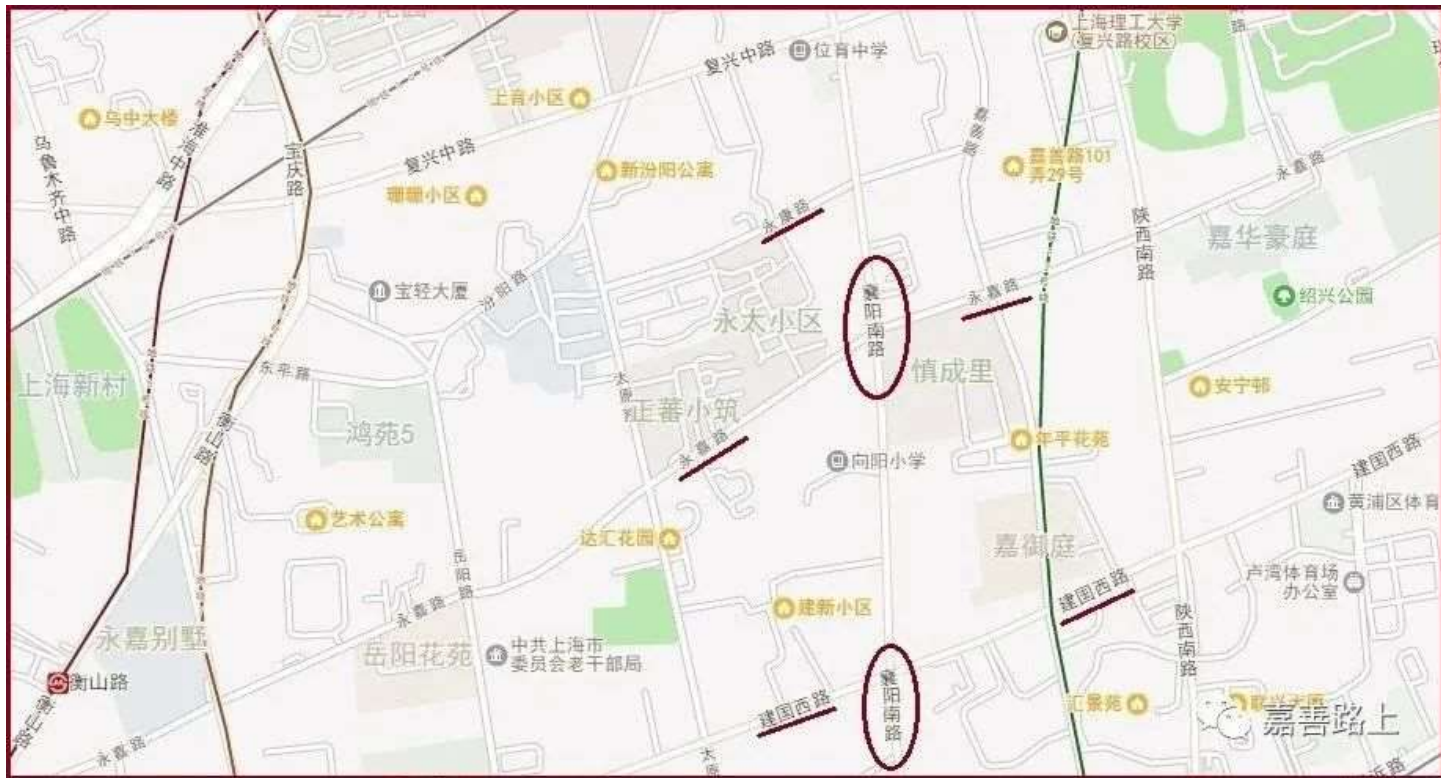 上海理工大学
(复兴路校区)
复兴中路
位育中学
上育小区
乌中大楼
淮海中路
乌鲁木齐中路
宝庆路
复兴中路
新汾阳公寓
珊珊小区
嘉善路
嘉善路101
弄29号
永嘉路
陕西南路
嘉华豪庭
永康路
宝轻大厦
汾阳路
襄阳南路
永嘉路
绍兴公园
永太小区
东平路
上海新村
慎成里
安宁邨
正蕃小筑
鸿苑5
衡山路
永嘉路
年平花苑
向阳小学
建国西路
黄浦区体育
艺术公寓
达汇花园
嘉御庭
岳阳路
卢湾体育场
办公室
建国西路
建新小区
永嘉路
陕西南路
永嘉别墅
岳阳花苑
中共上海市
委员会老干部局
衡山路
襄阳南路
汇景苑
建国西路
嘉善路上
衡山路
永嘉路